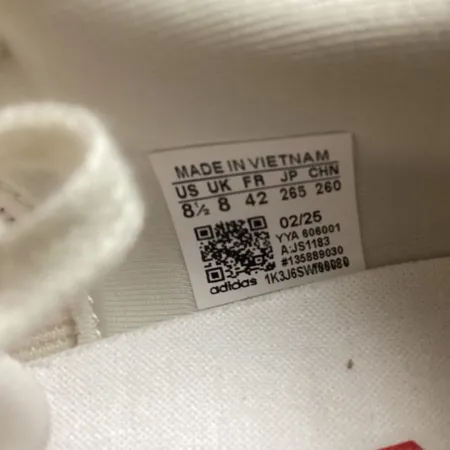 MADE IN VIETNAM
US UK FR JP CHN
8½ 8 42 265 260
02/25
YYA 606001
A:JS1183
#135889030
adidas